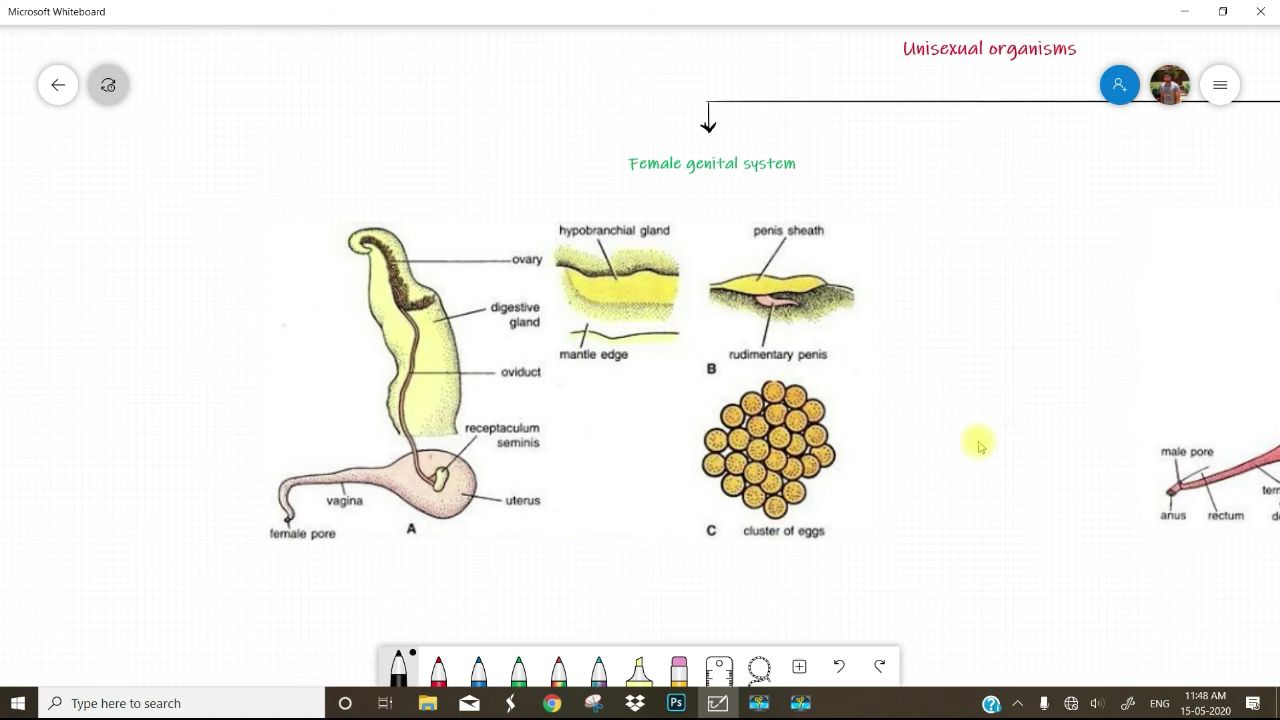 Microsoft Whiteboard
Unisexual organisms
Female genital system
hypobranchial gland
penis sheath
ovary
digestive
gland
mantle edge
rudimentary penis
B
oviduct
receptaculum
seminis
vagina
uterus
female pore
A
C
cluster of eggs
male pore
anus
rectum
Type here to search
Ps
ENG
11:48 AM
15-05-2020